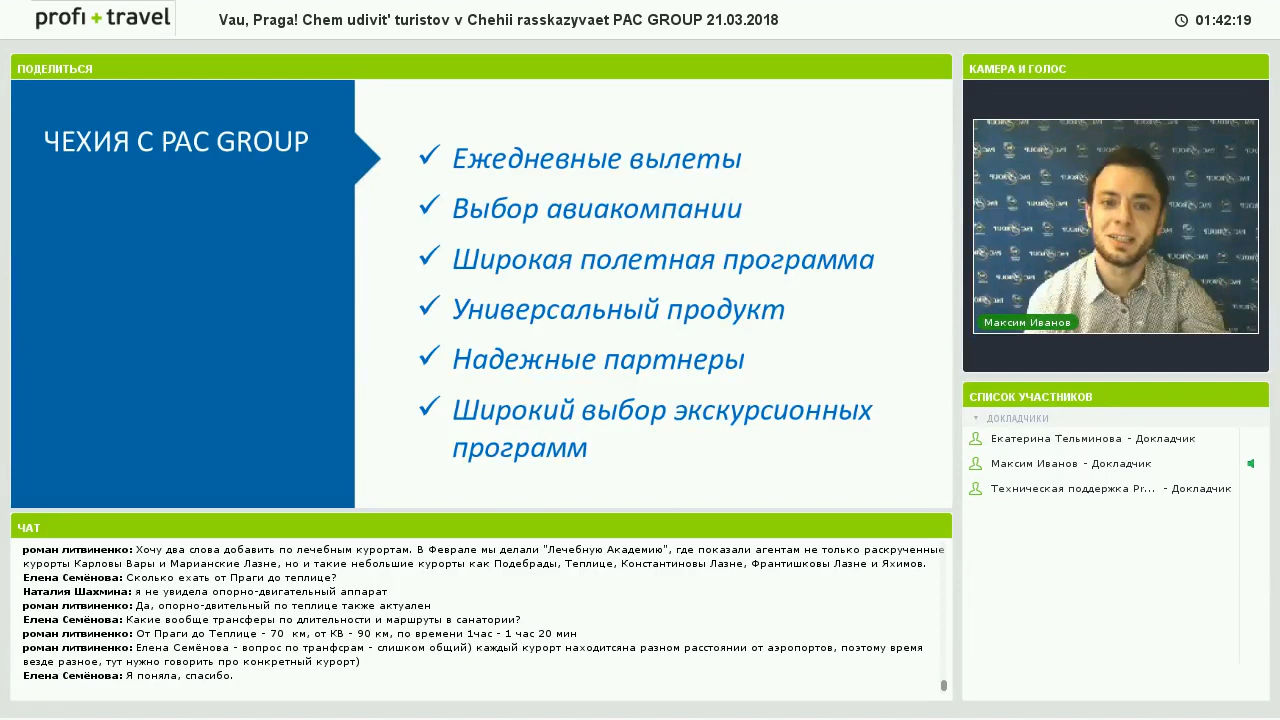 profi + travel
Vau, Praga! Chem udivit' turistov v Chehii rasskazyvaet PAC GROUP 21.03.2018
01:42:19
ПОДЕЛИТЬСЯ
ЧЕХИЯ С PAC GROUP
✓ Ежедневные вылеты
✓ Выбор авиакомпании
✓ Широкая полетная программа
✓ Универсальный продукт
✓ Надежные партнеры
✓ Широкий выбор экскурсионных
программ
КАМЕРА И ГОЛОС
Максим Иванов
СПИСОК УЧАСТНИКОВ
ДОКЛАДЧИКИ
Екатерина Тельминова - Докладчик
Максим Иванов - Докладчик
Техническая поддержка Pr... - Докладчик
ЧАТ
роман литвиненко: Хочу два слова добавить по лечебным курортам. В Феврале мы делали "Лечебную Академию", где показали агентам не только раскрученные
курорты Карловы Вары и Марианские Лазне, но и такие небольшие курорты как Подебрады, Теплице, Константиновы Лазне, Франтишковы Лазне и Яхимов.
Елена Семёнова: Сколько ехать от Праги до теплице?
Наталия Шахмина: я не увидела опорно-двигательный аппарат
роман литвиненко: Да, опорно-двительный по теплице также актуален
Елена Семёнова: Какие вообще трансферы по длительности и маршруты в санатории?
роман литвиненко: От Праги до Теплице - 70 км, от КВ - 90 км, по времени 1час - 1 час 20 мин
роман литвиненко: Елена Семёнова - вопрос по транфсрам - слишком общий) каждый курорт находитсяна разном расстоянии от аэропортов, поэтому время
везде разное, тут нужно говорить про конкретный курорт)
Елена Семёнова: Я поняла, спасибо.